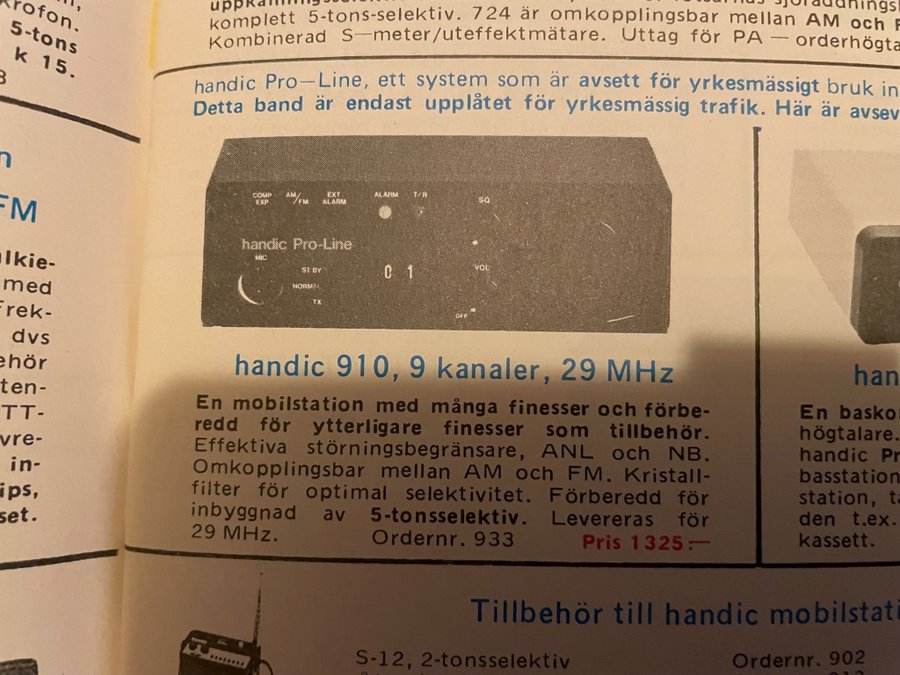 krofon.
5-tons
k 15.
FM
lkie-
med
frek-
dvs
ehör
ten-
TT-
vre-
in-
ips,
set.
komplett 5-tons-selektiv. 724 är omkopplingsbar mellan AM och
Kombinerad S—meter/uteffektmätare. Uttag för PA — orderhögta
handic Pro—Line, ett system som är avsett för yrkesmässigt bruk in
Detta band är endast upplåtet för yrkesmässig trafik. Här är avsev
COMP EXP AM/FM EXT ALARM ALARM T/R SQ
handic Pro-Line
MIC
ST BY 0 1 VOL
NORM
TX OFF
handic 910, 9 kanaler, 29 MHz
En mobilstation med många finesser och förbe-
redd för ytterligare finesser som tillbehör.
Effektiva störningsbegränsare, ANL och NB.
Omkopplingsbar mellan AM och FM. Kristall-
filter för optimal selektivitet. Förberedd för
inbyggnad av 5-tonsselektiv. Levereras för
29 MHz. Ordernr. 933 Pris 1325:—
han
En basko
högtalare.
handic Pr
basstation
station, t
den t.ex.
kassett.
Tillbehör till handic mobilstati
S-12, 2-tonsselektiv Ordernr. 902